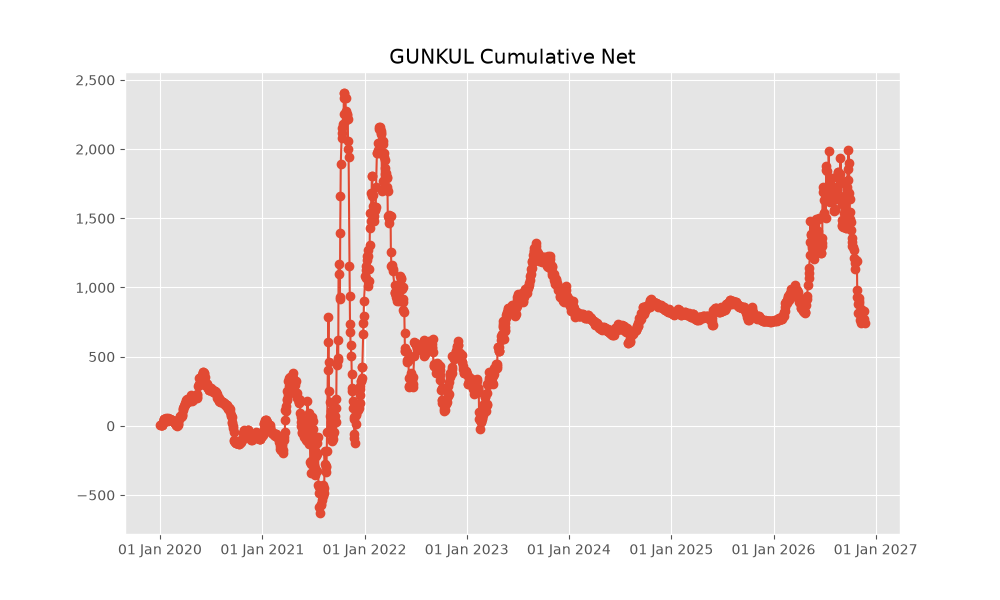 GUNKUL Cumulative Net
2,500
2,000
1,500
1,000
500
0
−500
01 Jan 2020
01 Jan 2021
01 Jan 2022
01 Jan 2023
01 Jan 2024
01 Jan 2025
01 Jan 2026
01 Jan 2027